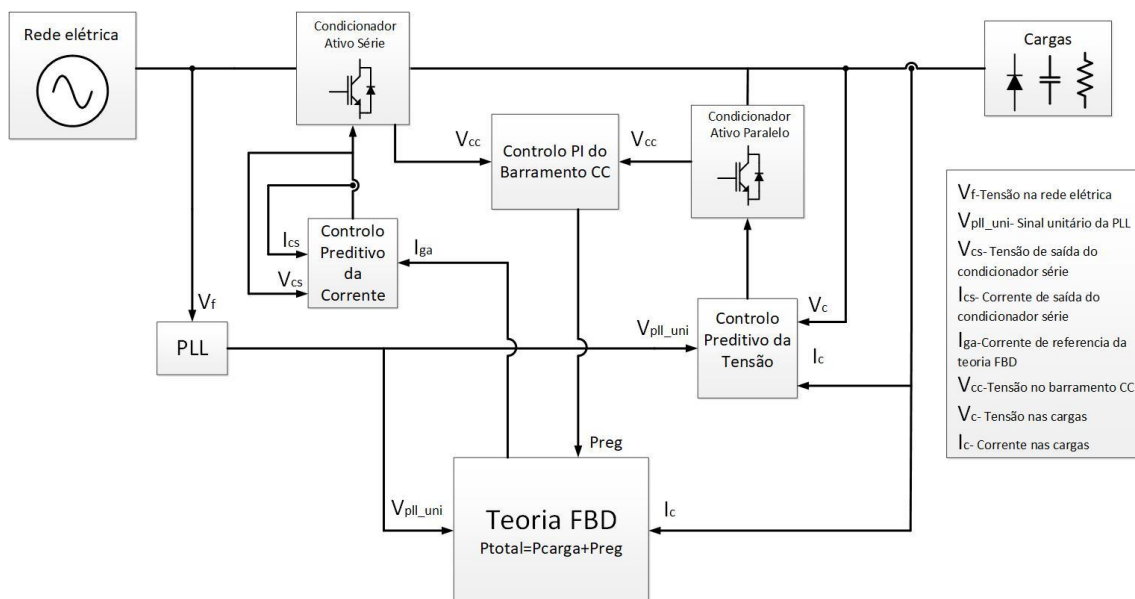 Rede elétrica
Condicionador
Ativo Série
Cargas
Condicionador
Ativo Paralelo
Vcc
Controlo PI do
Barramento CC
Vcc
Ics
Vcs
Controlo
Preditivo
da
Corrente
Iga
Vf
PLL
Vpll_uni
Controlo
Preditivo da
Tensão
Vc
Ic
Preg
Vpll_uni
Teoria FBD
Ptotal=Pcarga+Preg
Ic
Vf-Tensão na rede elétrica
Vpll_uni- Sinal unitário da PLL
Vcs- Tensão de saída do
condicionador série
Ics- Corrente de saída do
condicionador série
Iga-Corrente de referencia da
teoria FBD
Vcc-Tensão no barramento CC
Vc- Tensão nas cargas
Ic- Corrente nas cargas